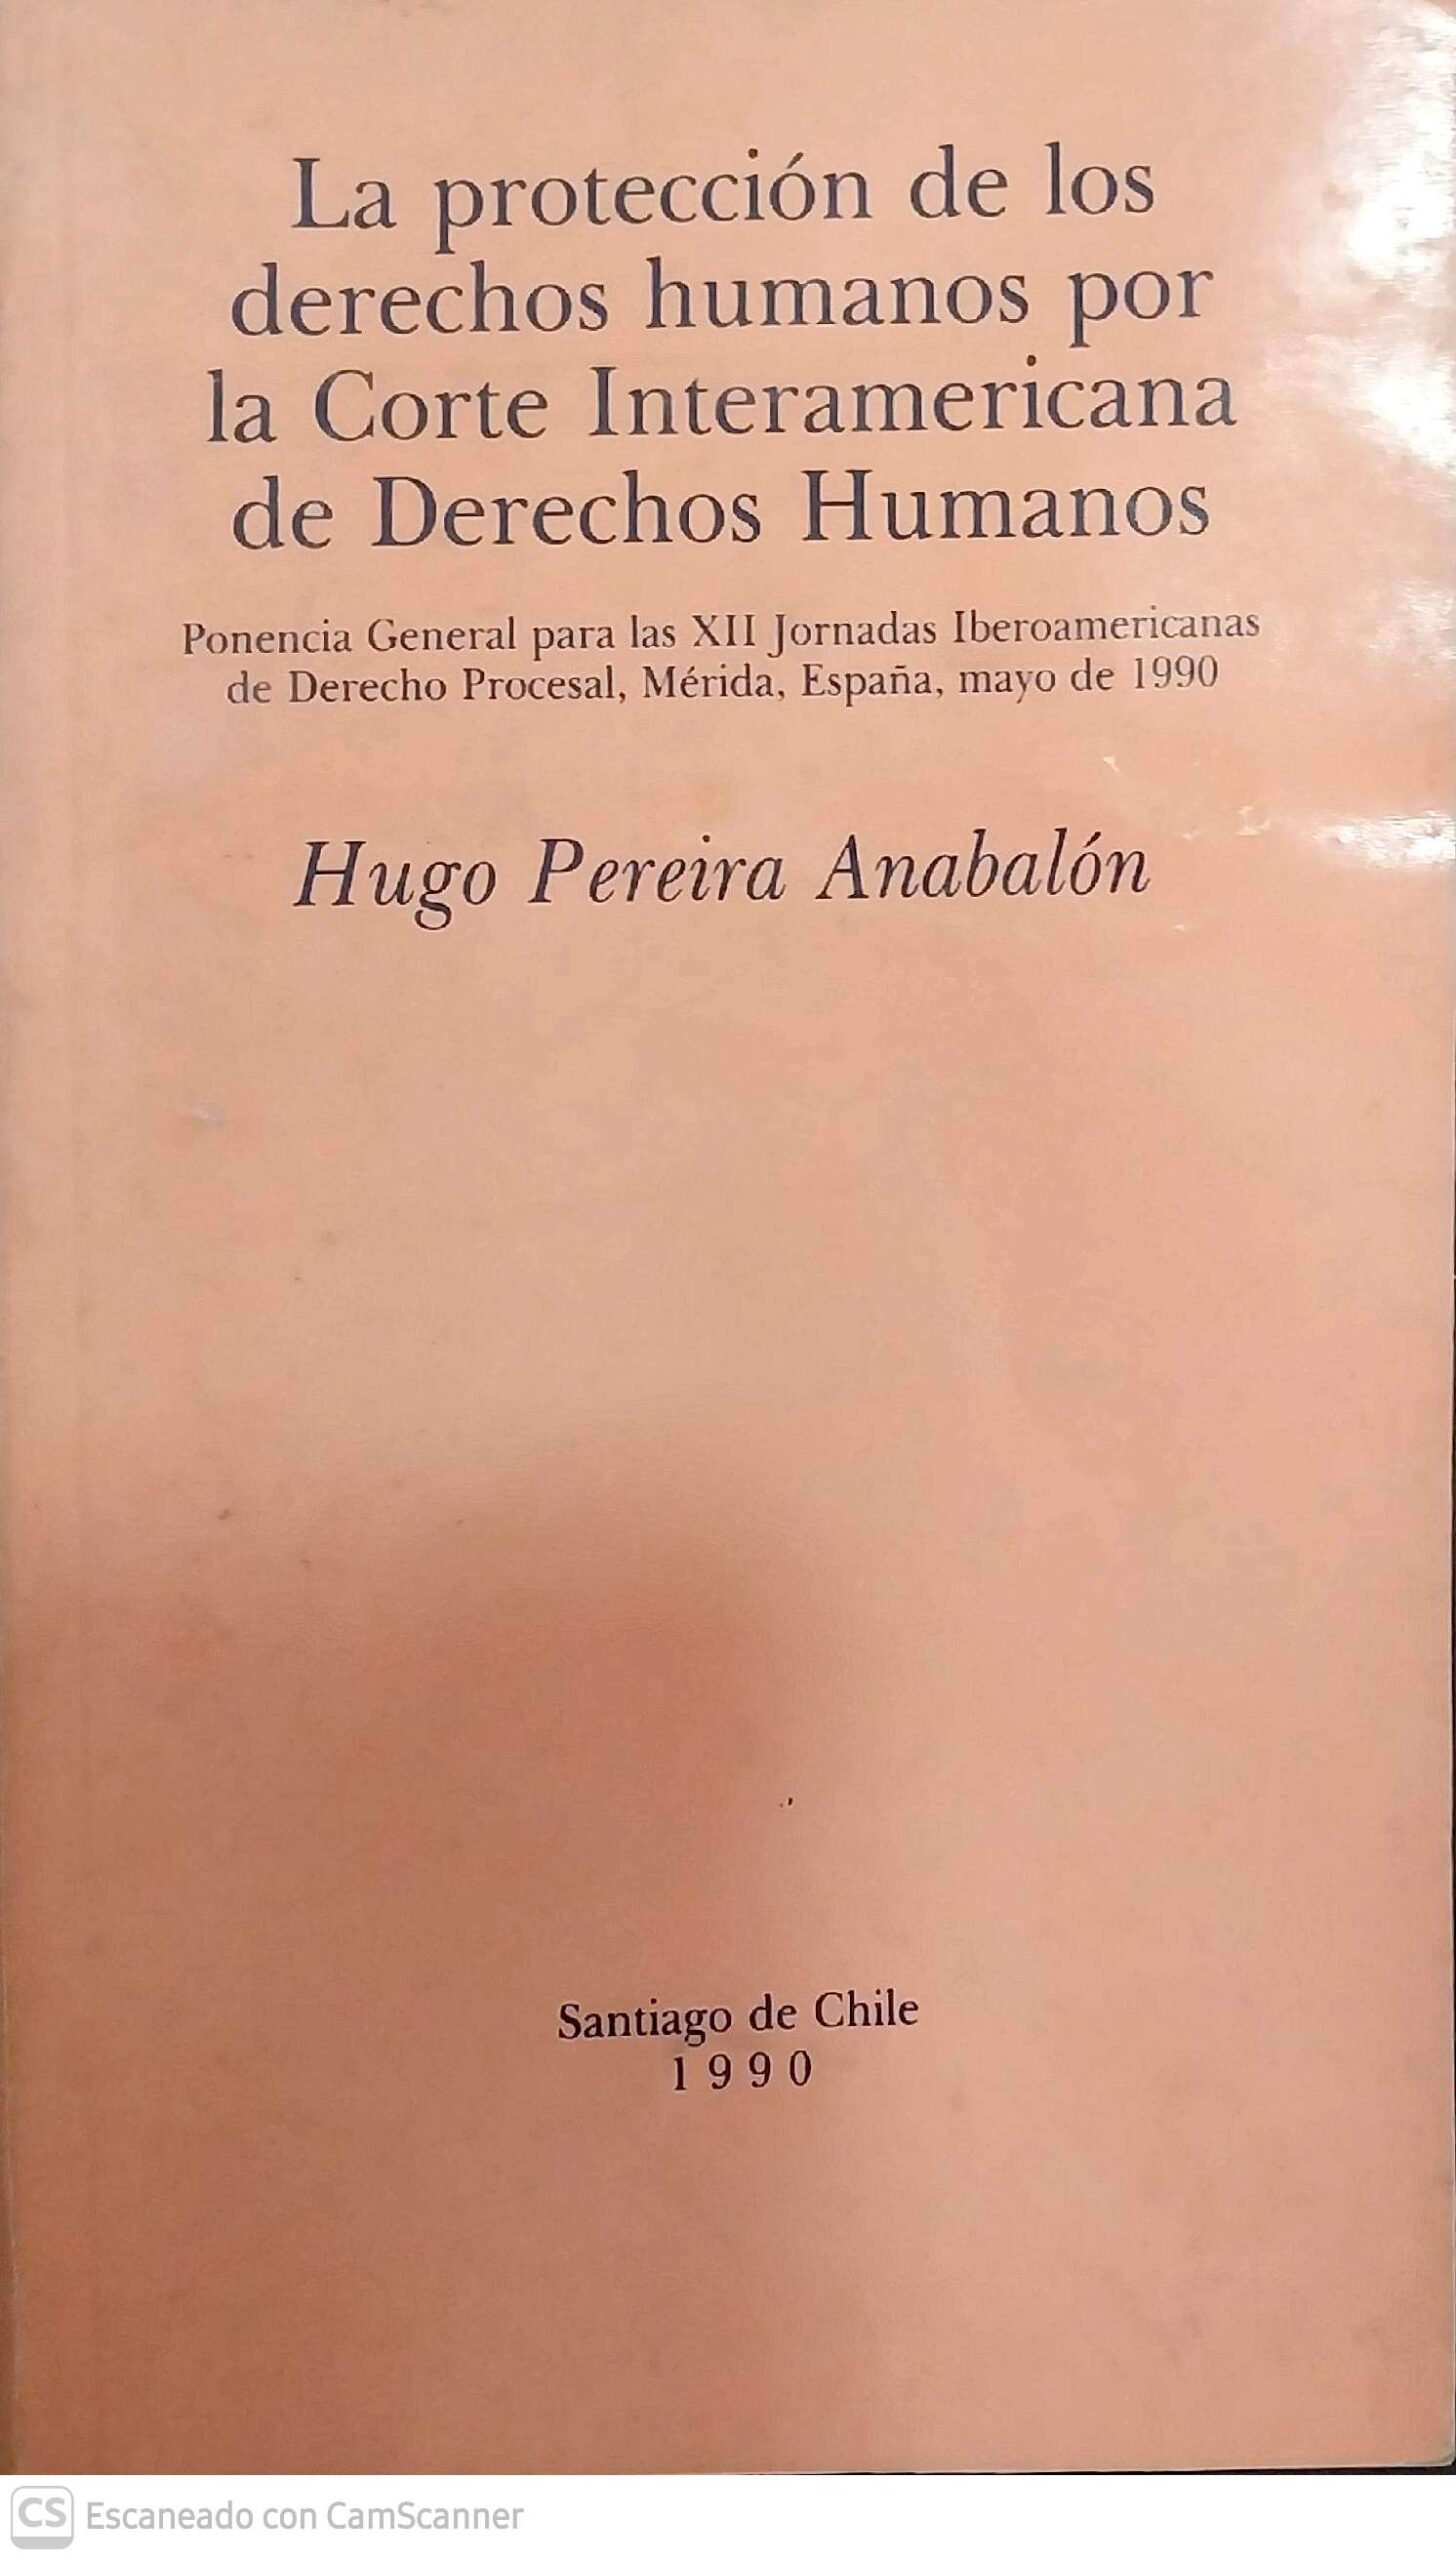 La protección de los
derechos humanos por
la Corte Interamericana
de Derechos Humanos
Ponencia General para las XII Jornadas Iberoamericanas
de Derecho Procesal, Mérida, España, mayo de 1990
Hugo Pereira Anabalón
Santiago de Chile
1990
CS Escaneado con CamScanner